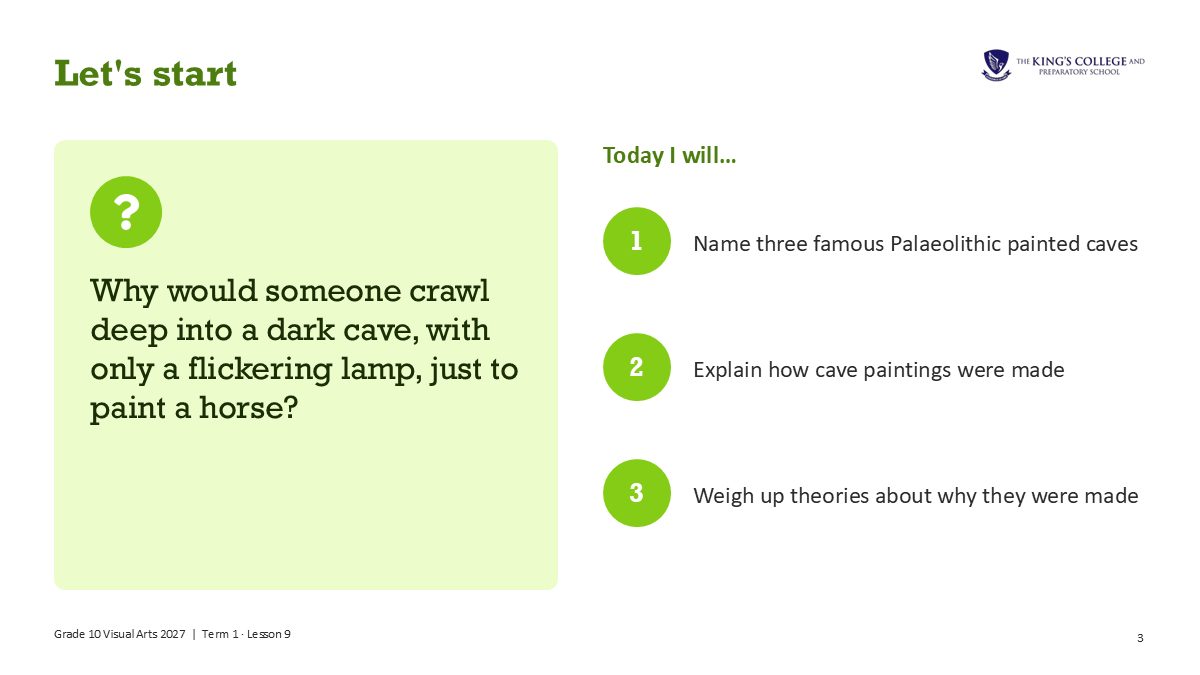 Let's start
THE KING'S COLLEGE AND
PREPARATORY SCHOOL
?
Why would someone crawl
deep into a dark cave, with
only a flickering lamp, just to
paint a horse?
Today I will...
1
Name three famous Palaeolithic painted caves
2
Explain how cave paintings were made
3
Weigh up theories about why they were made
Grade 10 Visual Arts 2027 | Term 1 · Lesson 9
3